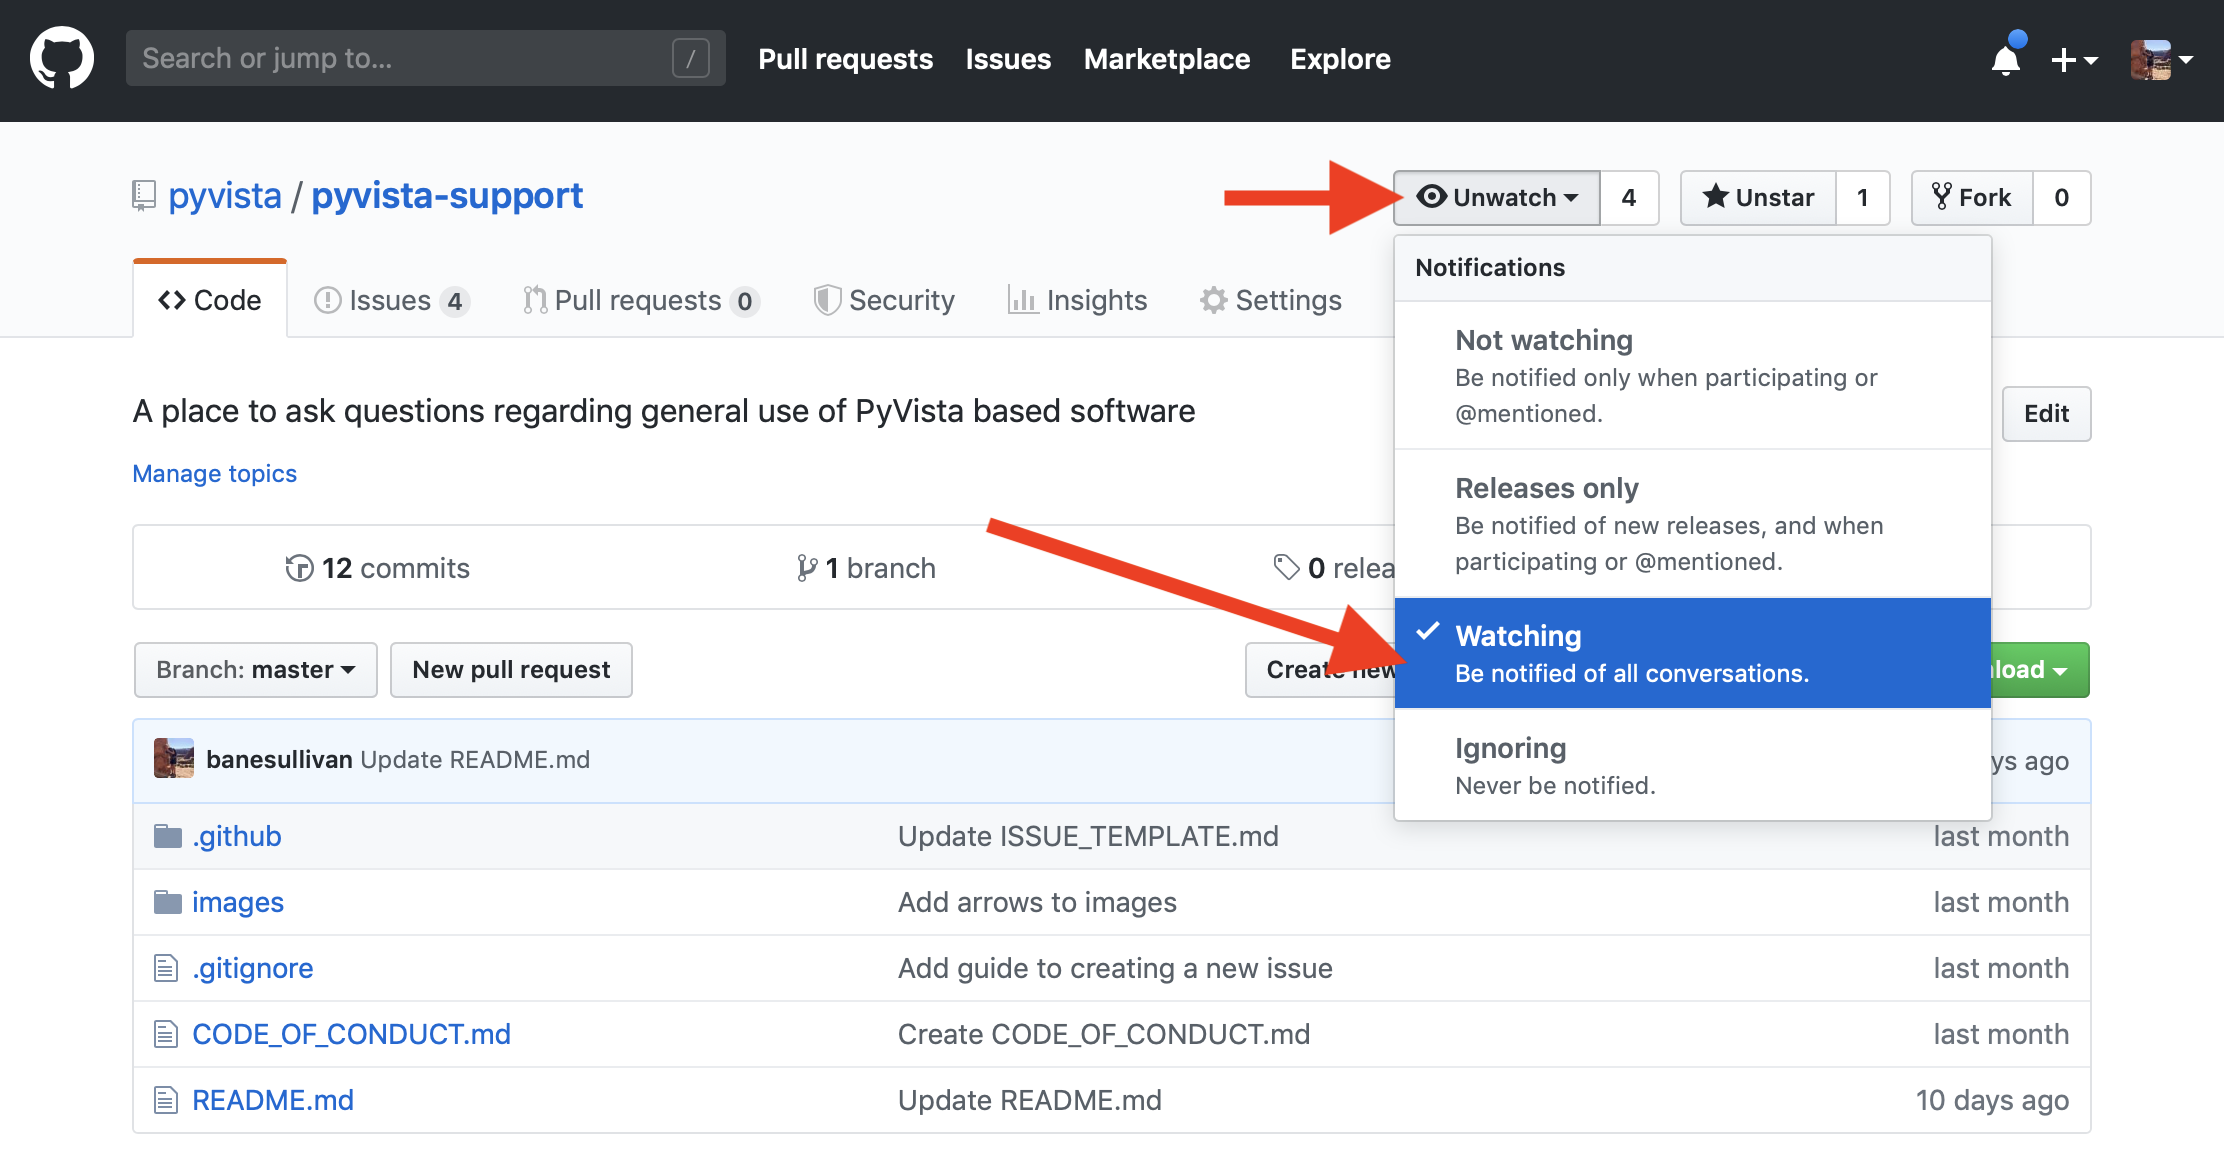 Search or jump to... /
Pull requests Issues Marketplace Explore
pyvista / pyvista-support
Unwatch 4 Unstar 1 Fork 0
Code Issues 4 Pull requests 0 Security Insights Settings
Notifications
Not watching
Be notified only when participating or
@mentioned.
Releases only
Be notified of new releases, and when
participating or @mentioned.
Watching
Be notified of all conversations.
Ignoring
Never be notified.
A place to ask questions regarding general use of PyVista based software
Edit
Manage topics
12 commits 1 branch 0 relea
Branch: master New pull request Create new load
banesullivan Update README.md ys ago
.github Update ISSUE_TEMPLATE.md last month
images Add arrows to images last month
.gitignore Add guide to creating a new issue last month
CODE_OF_CONDUCT.md Create CODE_OF_CONDUCT.md last month
README.md Update README.md 10 days ago